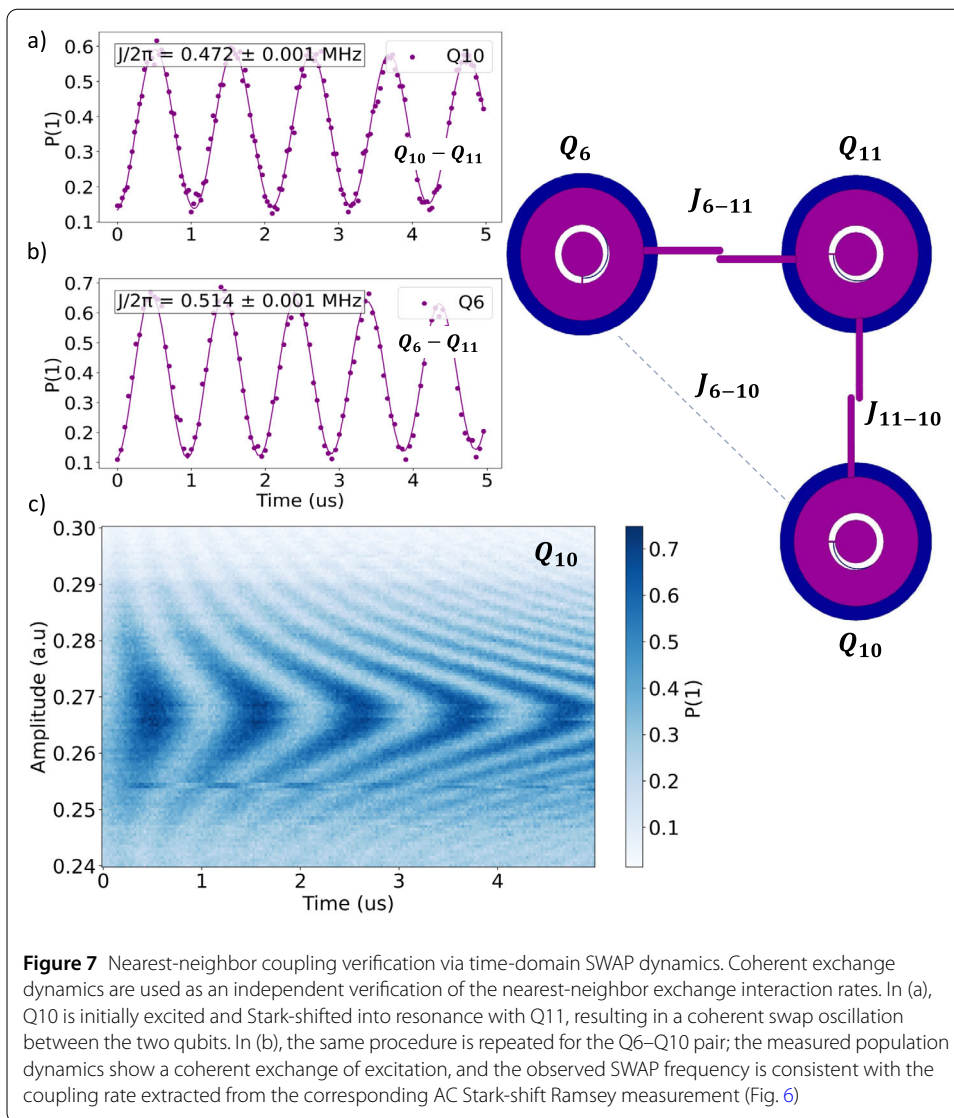 a)
0.6
0.5
0.4
0.3
0.2
0.1
P(1)
J/2π = 0.472 ± 0.001 MHz
Q10
Q10 − Q11
0 1 2 3 4 5
b)
0.7
0.6
0.5
0.4
0.3
0.2
0.1
P(1)
J/2π = 0.514 ± 0.001 MHz
Q6
Q6 − Q11
0 1 2 3 4 5
Time (us)
c)
0.30
0.29
0.28
0.27
0.26
0.25
0.24
Amplitude (a.u)
Q10
0 1 2 3 4
Time (us)
0.7
0.6
0.5
0.4
0.3
0.2
0.1
P(1)
Q6
Q11
J6−11
J6−10
J11−10
Q10
Figure 7 Nearest-neighbor coupling verification via time-domain SWAP dynamics. Coherent exchange
dynamics are used as an independent verification of the nearest-neighbor exchange interaction rates. In (a),
Q10 is initially excited and Stark-shifted into resonance with Q11, resulting in a coherent swap oscillation
between the two qubits. In (b), the same procedure is repeated for the Q6–Q10 pair; the measured population
dynamics show a coherent exchange of excitation, and the observed SWAP frequency is consistent with the
coupling rate extracted from the corresponding AC Stark-shift Ramsey measurement (Fig. 6)